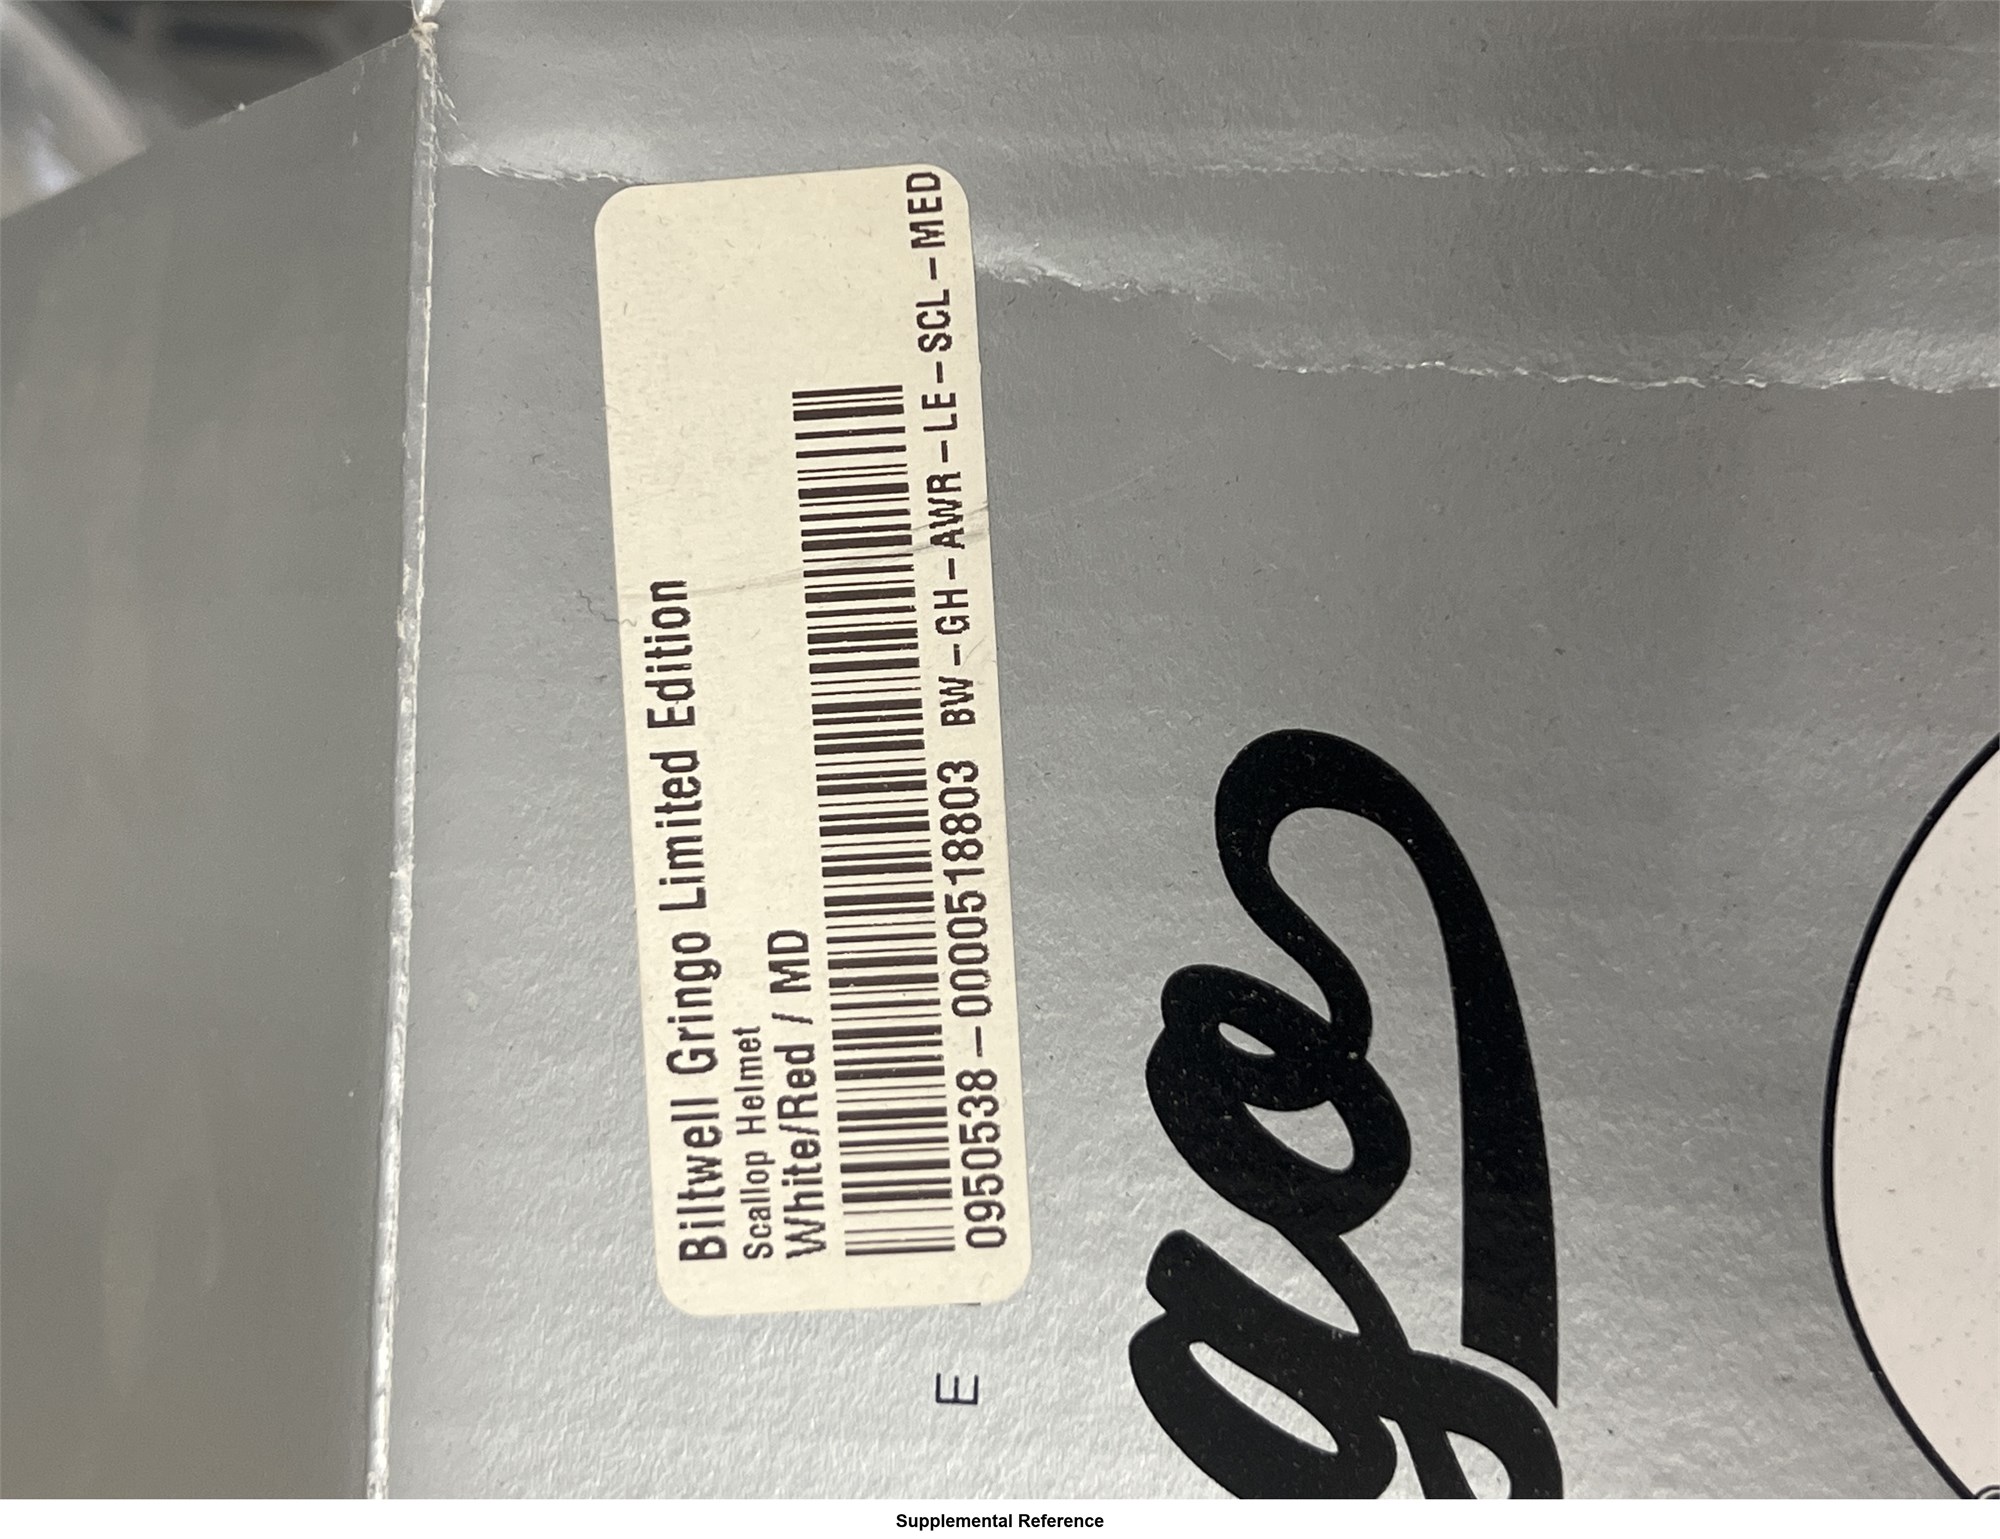 Biltwell Gringo Limited Edition
Scallop Helmet
White/Red / MD
0950538-0000518803 BW-GH-AWR-LE-SCL-MED
E
go
Supplemental Reference